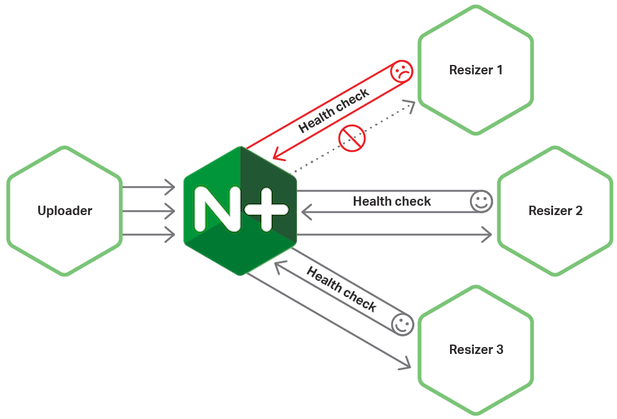 Resizer 1
Health check
Uploader
N+
Health check
Resizer 2
Health check
Resizer 3